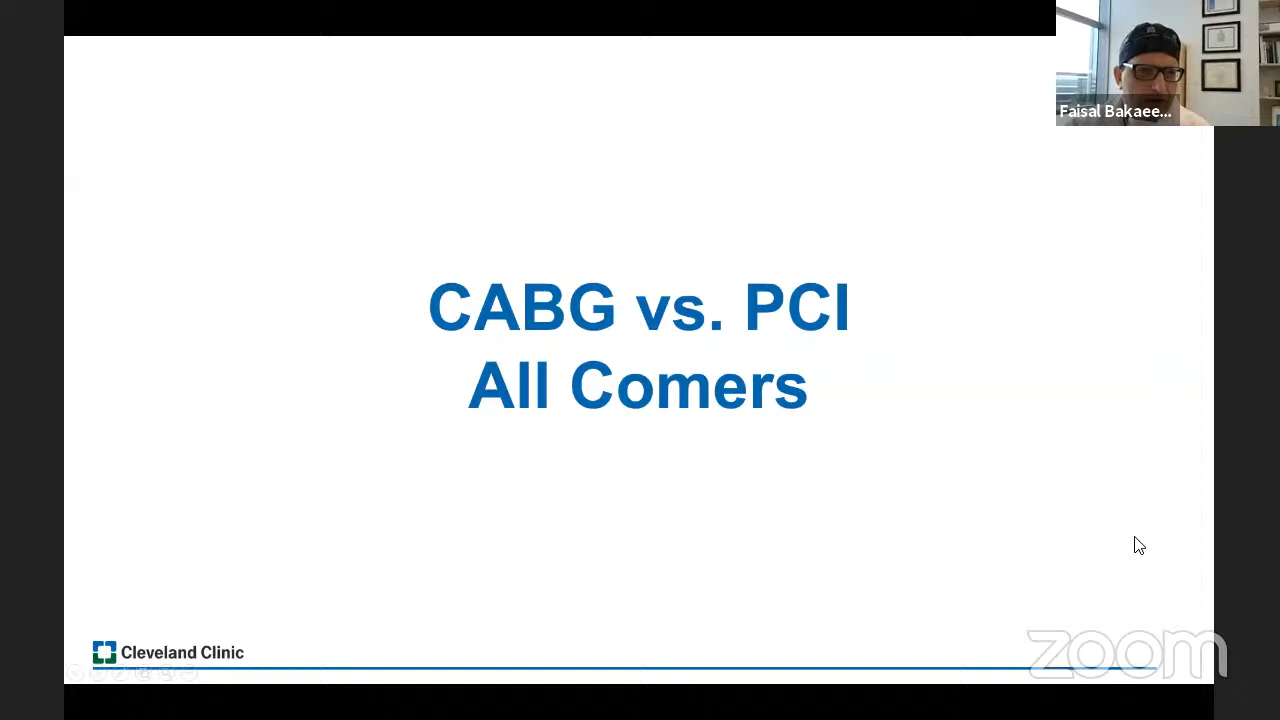 Faisal Bakaee...
CABG vs. PCI
All Comers
Cleveland Clinic
zoom